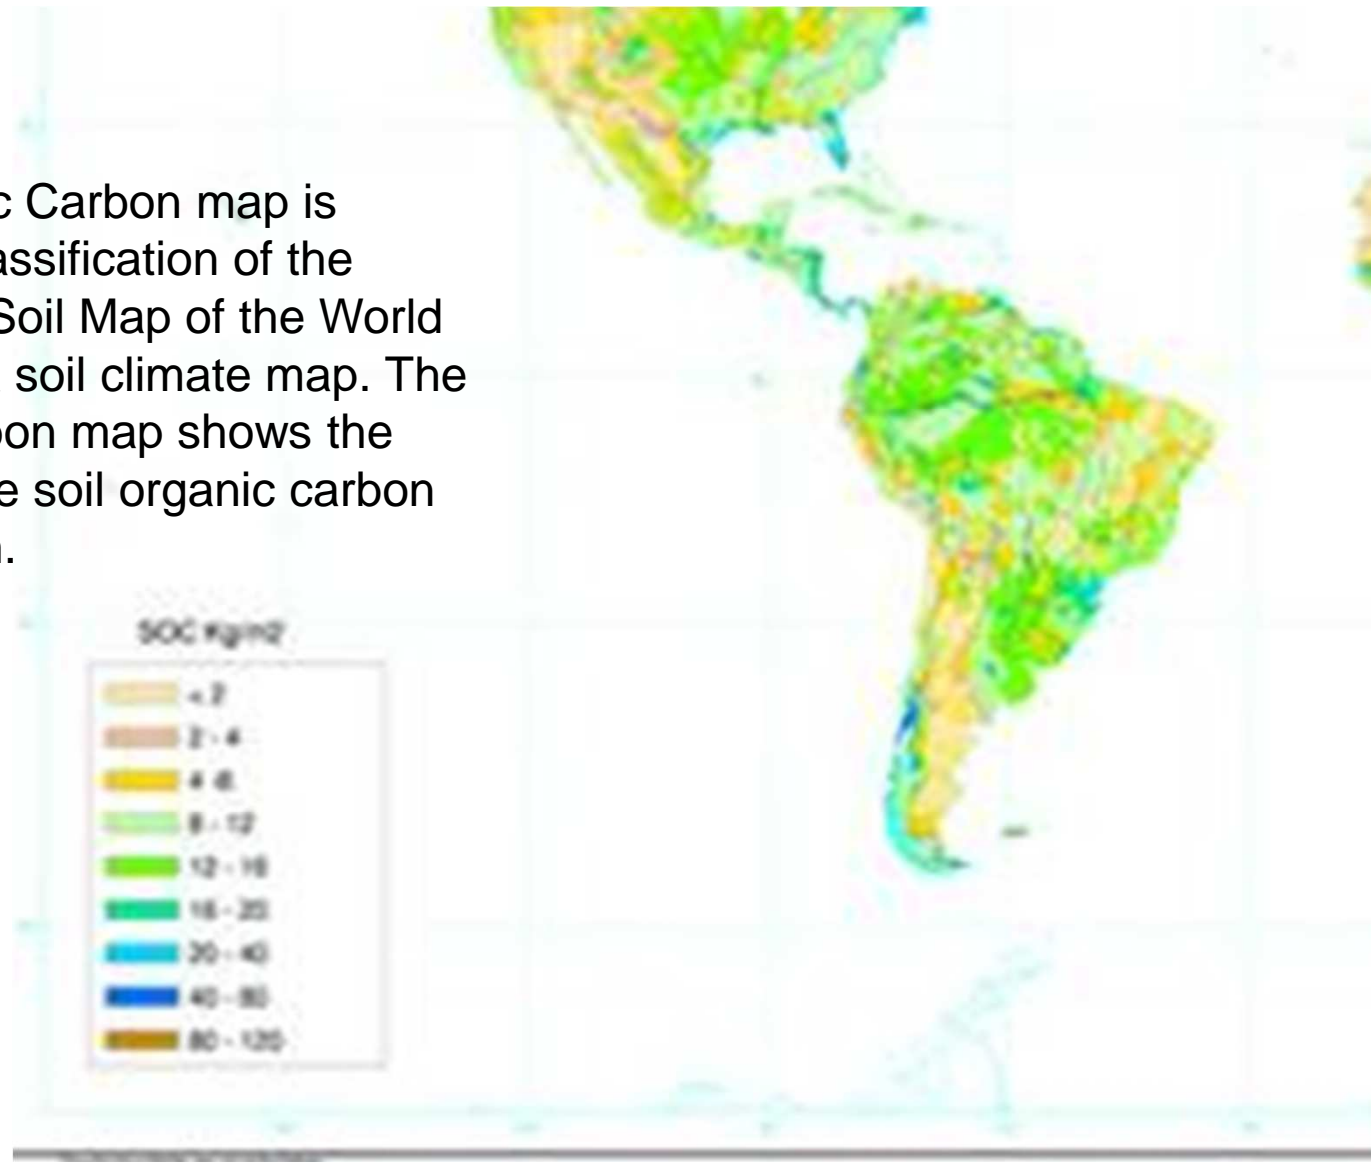 c Carbon map is
assification of the
Soil Map of the World
soil climate map. The
on map shows the
e soil organic carbon
.
SOC Kg/m2
< 2
2 - 4
4 -8
8 - 12
12 - 16
16 - 20
20 - 40
40 - 80
80 - 120